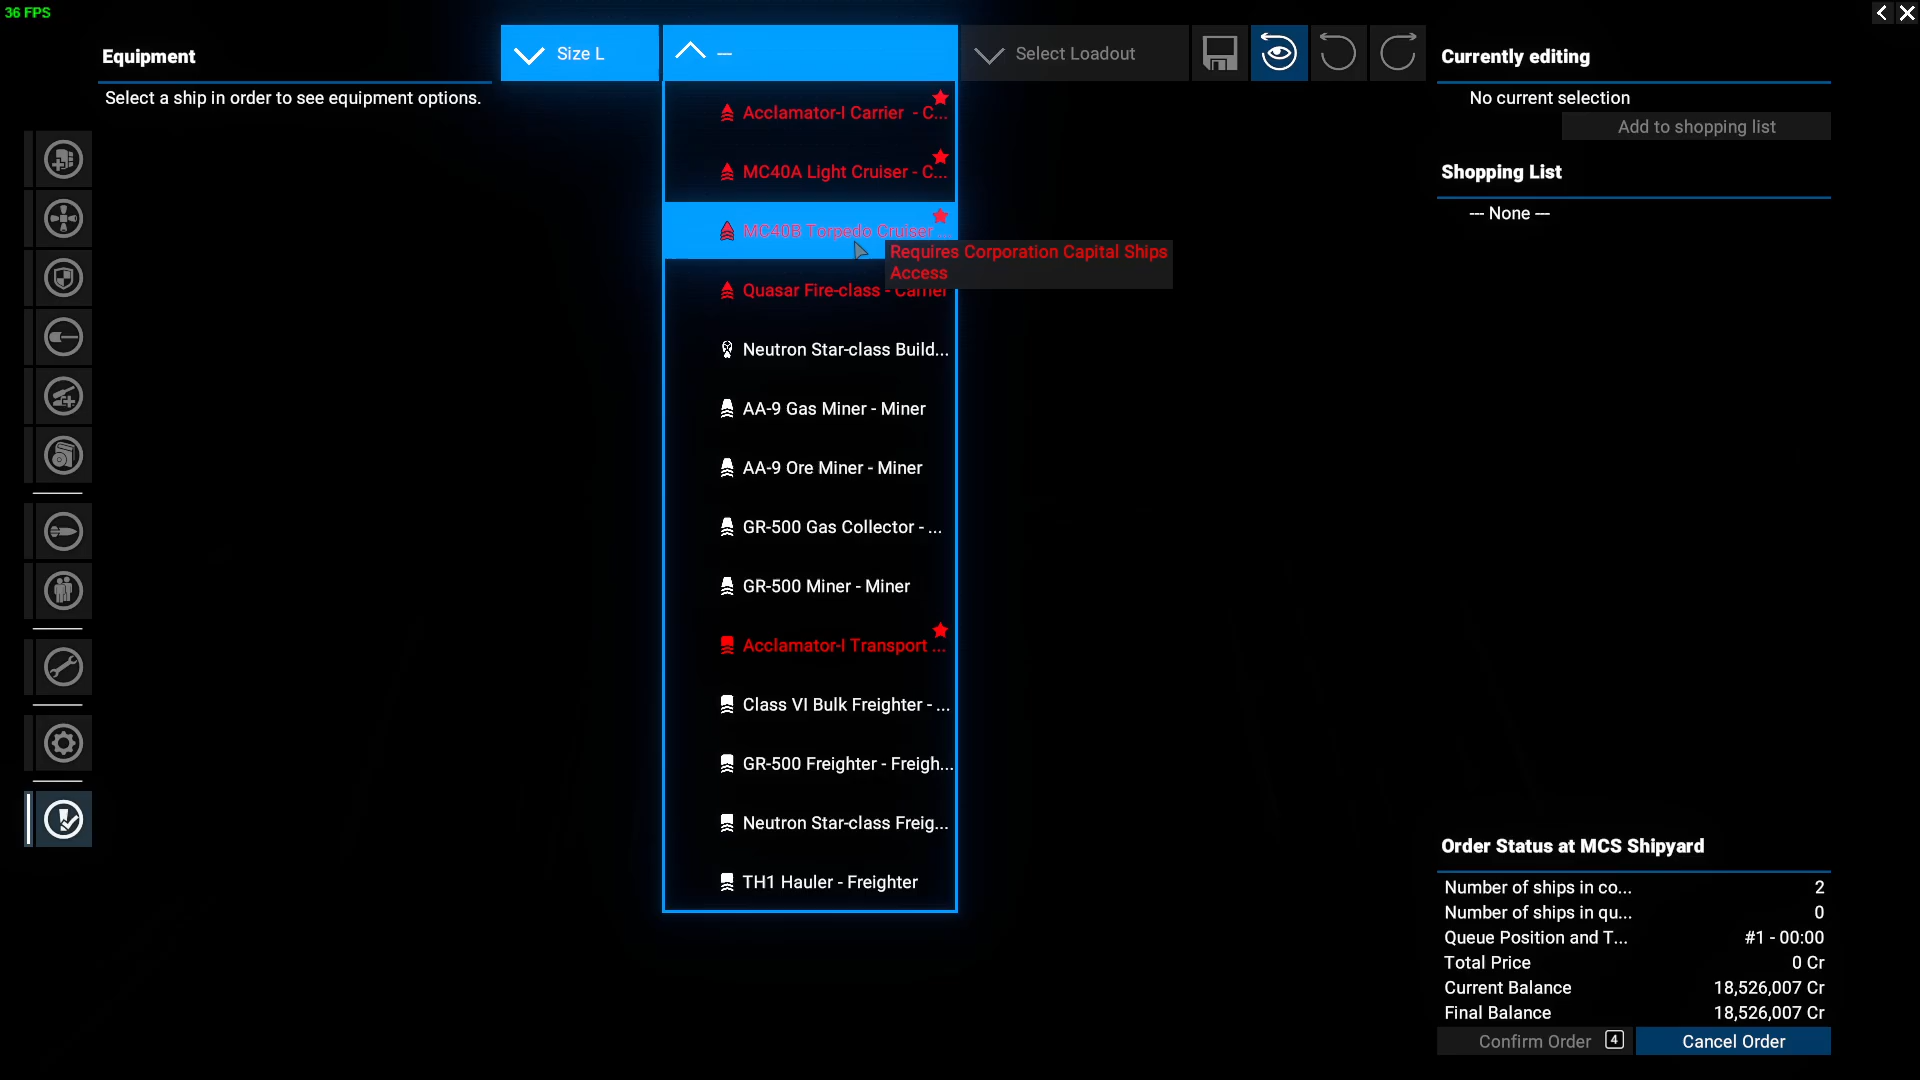 36 FPS
Equipment
Select a ship in order to see equipment options.
Size L
—
Select Loadout
Acclamator-I Carrier - C...
MC40A Light Cruiser - C...
MC40B Torpedo Cruiser ...
Requires Corporation Capital Ships
Access
Quasar Fire-class - Carrier
Neutron Star-class Build...
AA-9 Gas Miner - Miner
AA-9 Ore Miner - Miner
GR-500 Gas Collector - ...
GR-500 Miner - Miner
Acclamator-I Transport ...
Class VI Bulk Freighter - ...
GR-500 Freighter - Freigh...
Neutron Star-class Freig...
TH1 Hauler - Freighter
Currently editing
No current selection
Add to shopping list
Shopping List
--- None ---
Order Status at MCS Shipyard
Number of ships in co... 2
Number of ships in qu... 0
Queue Position and T... #1 - 00:00
Total Price 0 Cr
Current Balance 18,526,007 Cr
Final Balance 18,526,007 Cr
Confirm Order 4
Cancel Order